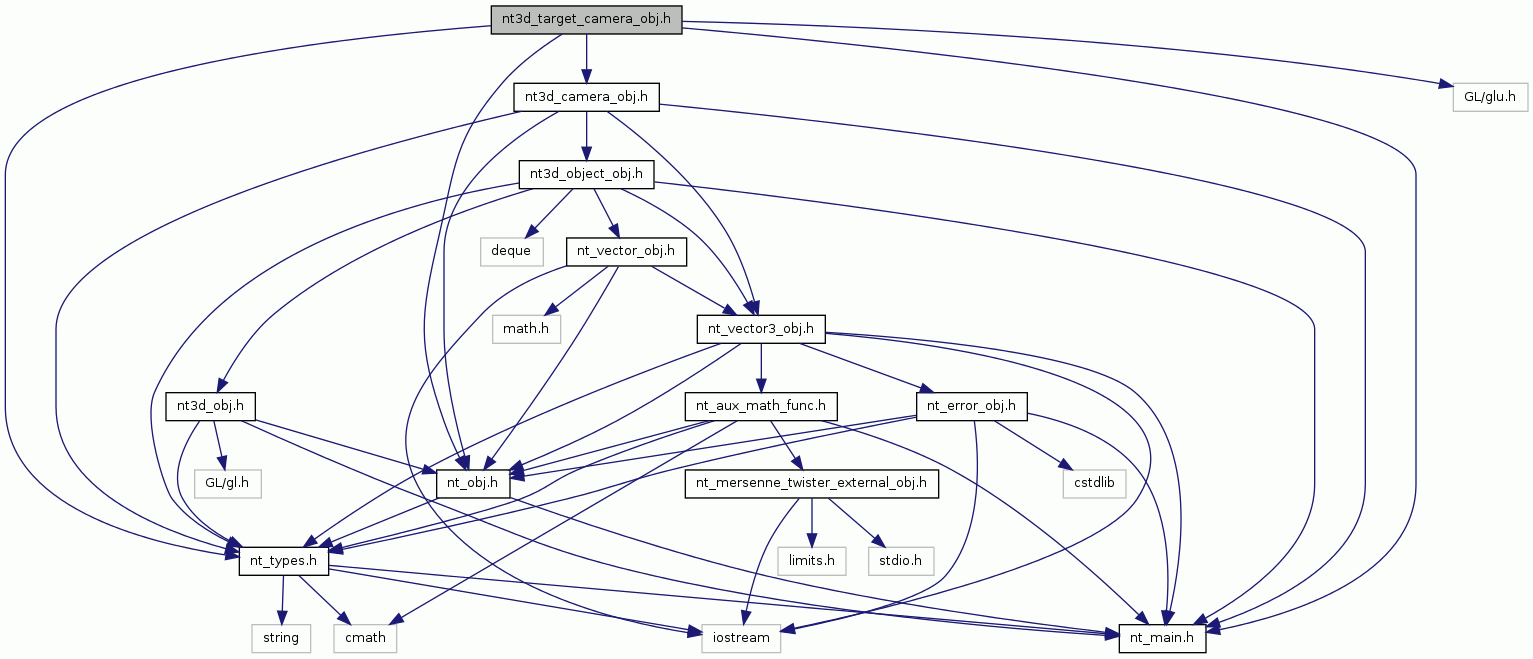 nt3d_target_camera_obj.h
nt3d_camera_obj.h
GL/glu.h
nt3d_object_obj.h
deque
nt_vector_obj.h
math.h
nt_vector3_obj.h
nt3d_obj.h
nt_aux_math_func.h
nt_error_obj.h
GL/gl.h
nt_obj.h
nt_mersenne_twister_external_obj.h
cstdlib
nt_types.h
limits.h
stdio.h
string
cmath
iostream
nt_main.h